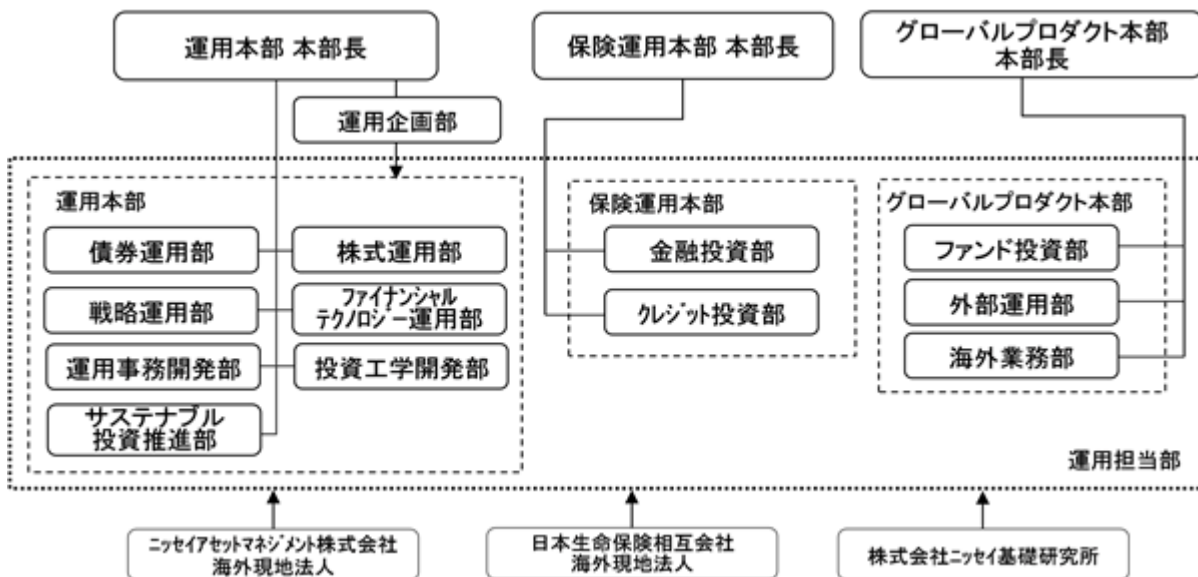 運用本部 本部長
保険運用本部 本部長
グローバルプロダクト本部
本部長
運用企画部
運用本部
債券運用部
株式運用部
戦略運用部
ファイナンシャル
テクノロジー運用部
運用事務開発部
投資工学開発部
サステナブル
投資推進部
保険運用本部
金融投資部
クレジット投資部
グローバルプロダクト本部
ファンド投資部
外部運用部
海外業務部
運用担当部
ニッセイアセットマネジメント株式会社
海外現地法人
日本生命保険相互会社
海外現地法人
株式会社ニッセイ基礎研究所